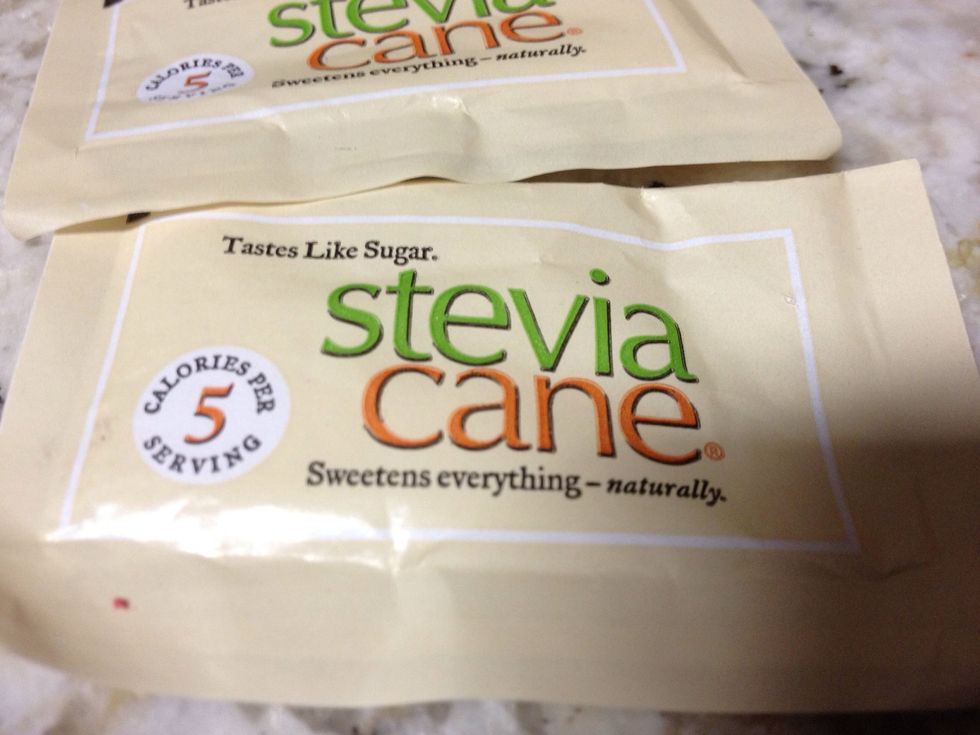 stevia
cane®
CALORIES PER
5
Sweetens everything – naturally.
Tastes Like Sugar.
stevia
cane®
CALORIES PER
5
SERVING
Sweetens everything – naturally.